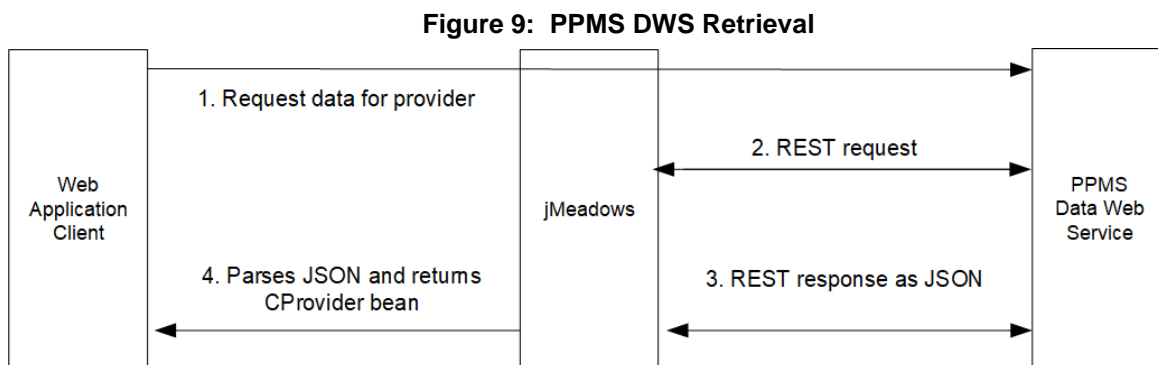 Figure 9: PPMS DWS Retrieval
1. Request data for provider
2. REST request
Web
Application
Client
jMeadows
PPMS
Data Web
Service
4. Parses JSON and returns
CProvider bean
3. REST response as JSON